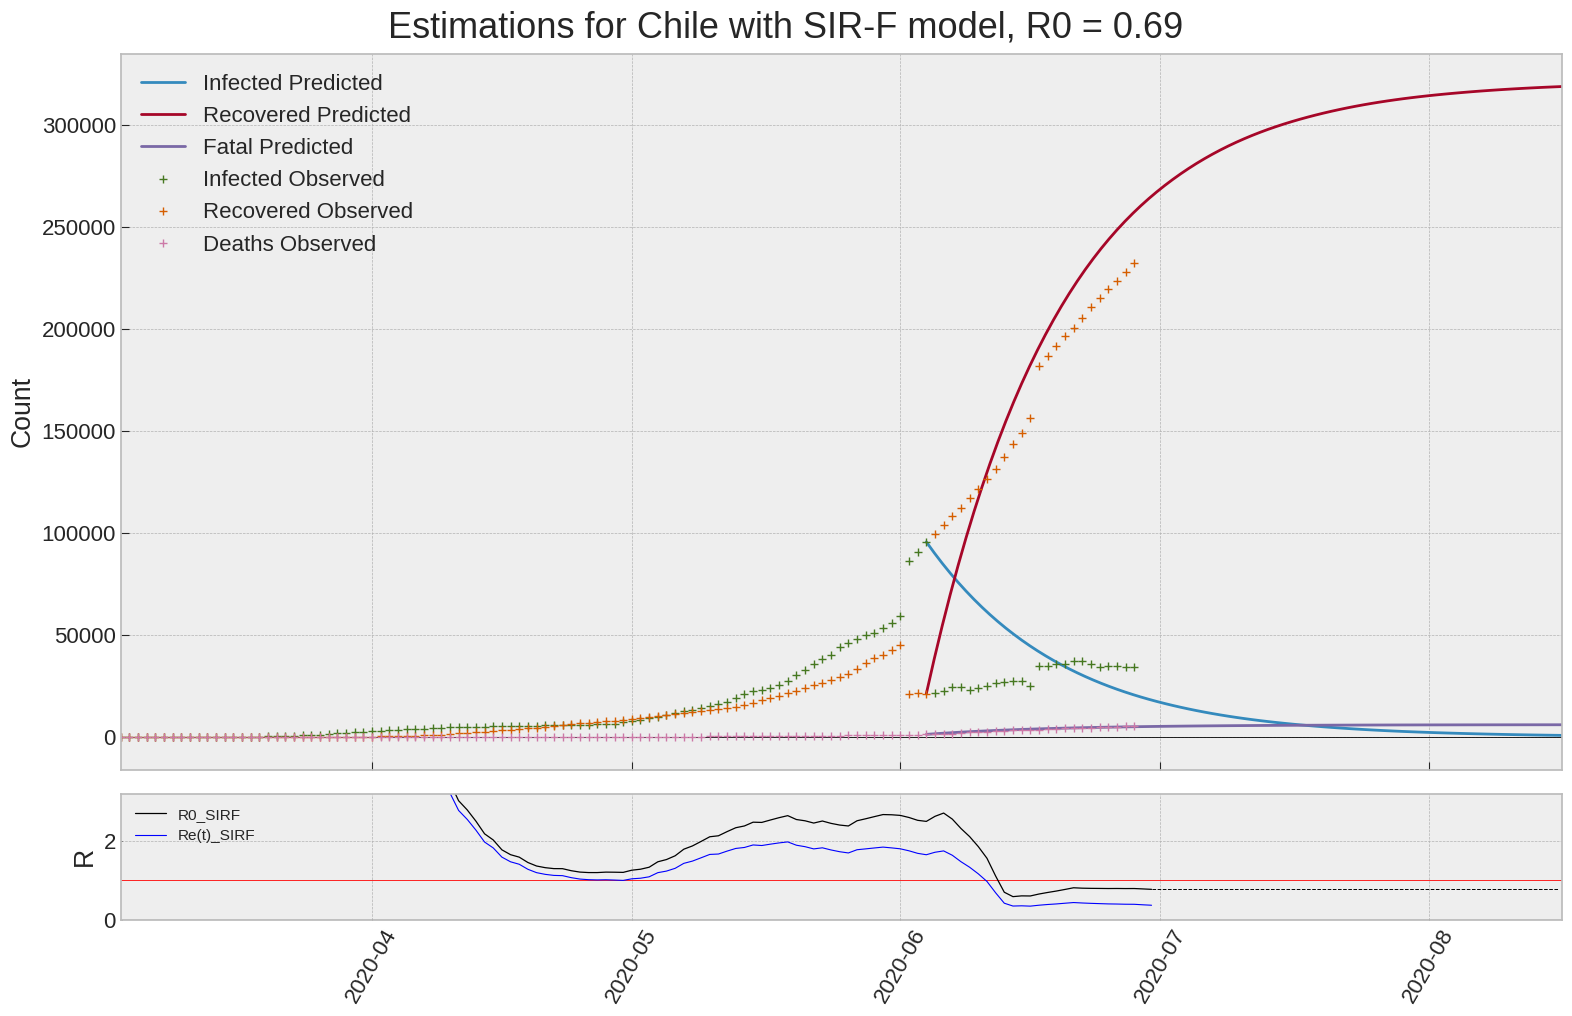 Estimations for Chile with SIR-F model, R0 = 0.69
Infected Predicted
Recovered Predicted
Fatal Predicted
Infected Observed
Recovered Observed
Deaths Observed
300000
250000
200000
150000
100000
50000
0
Count
R0_SIRF
Re(t)_SIRF
2
0
R
2020-04
2020-05
2020-06
2020-07
2020-08